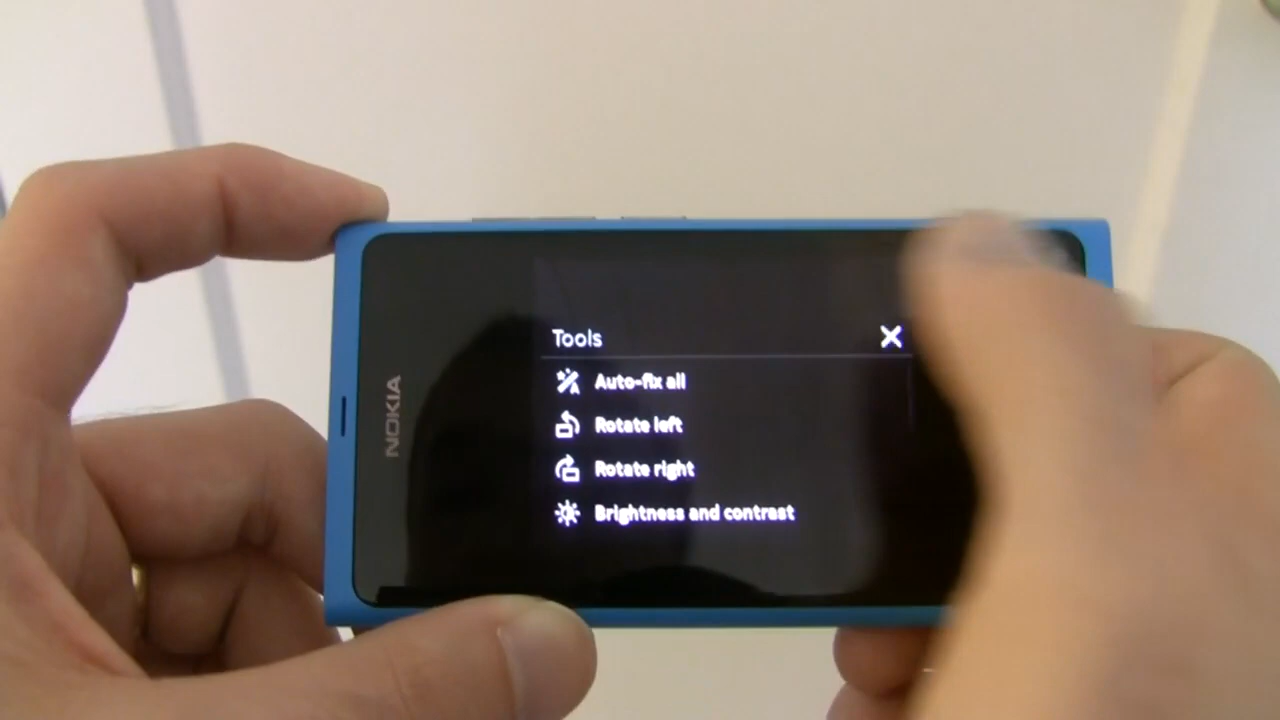 NOKIA
Tools
Auto-fix all
Rotate left
Rotate right
Brightness and contrast